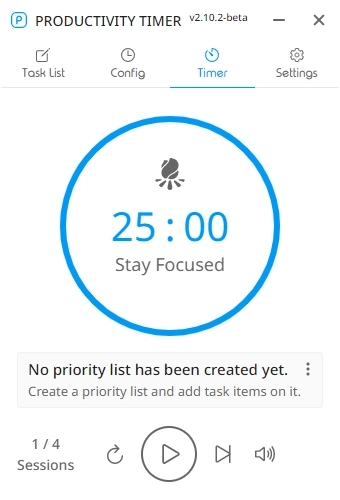 P PRODUCTIVITY TIMER v2.10.2-beta
Task List Config Timer Settings
25 : 00
Stay Focused
No priority list has been created yet.
Create a priority list and add task items on it.
1 / 4
Sessions